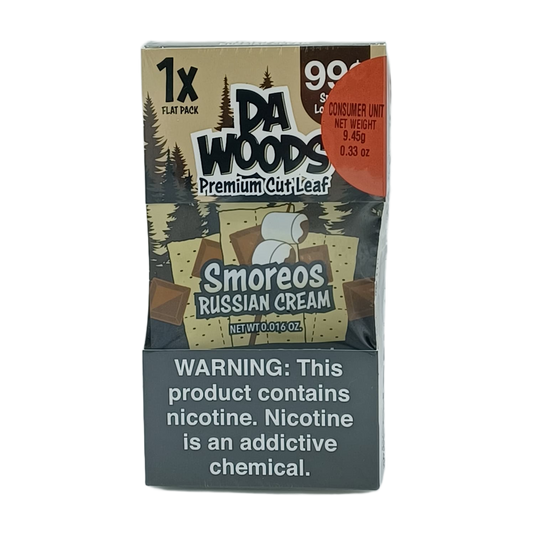 1X
FLAT PACK
99¢
CONSUMER UNIT
NET WEIGHT
9.45g
0.33 oz
DA
WOODS
Premium Cut Leaf
Smoreos
RUSSIAN CREAM
NET WT 0.016 OZ.
WARNING: This
product contains
nicotine. Nicotine
is an addictive
chemical.